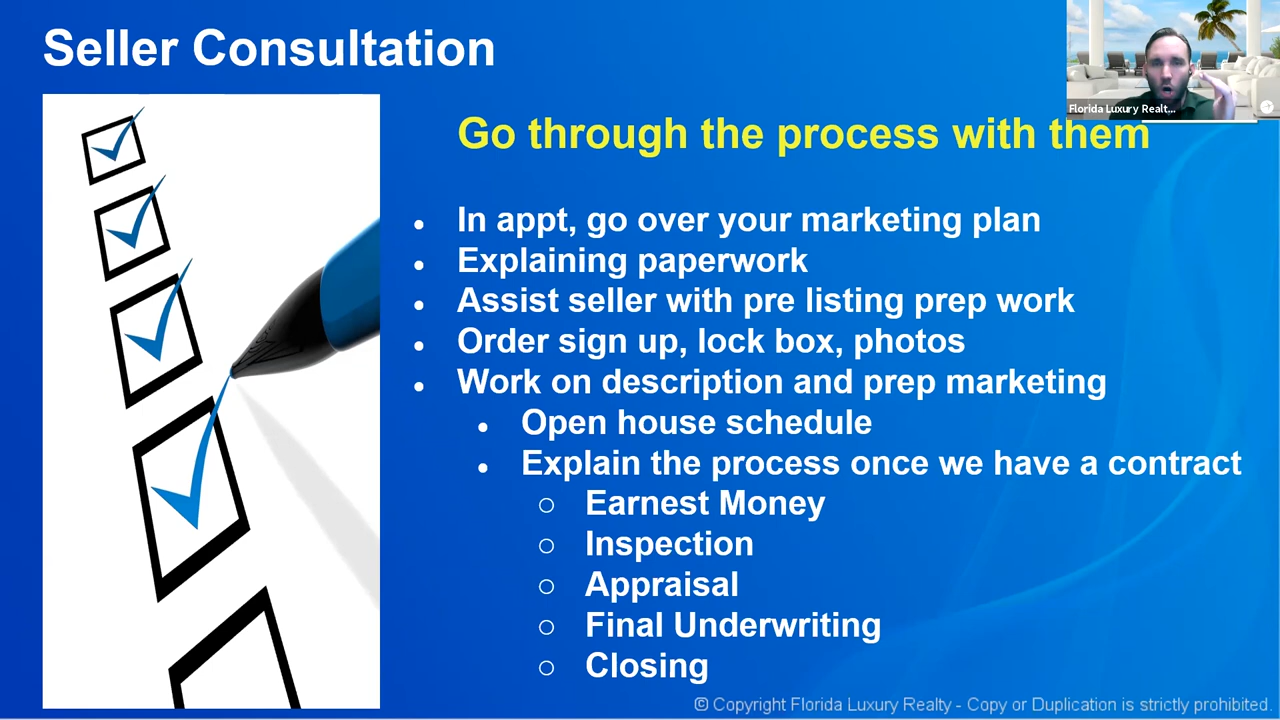 Seller Consultation
Florida Luxury Realt...
Go through the process with them
In appt, go over your marketing plan
Explaining paperwork
Assist seller with pre listing prep work
Order sign up, lock box, photos
Work on description and prep marketing
Open house schedule
Explain the process once we have a contract
Earnest Money
Inspection
Appraisal
Final Underwriting
Closing
© Copyright Florida Luxury Realty - Copy or Duplication is strictly prohibited.